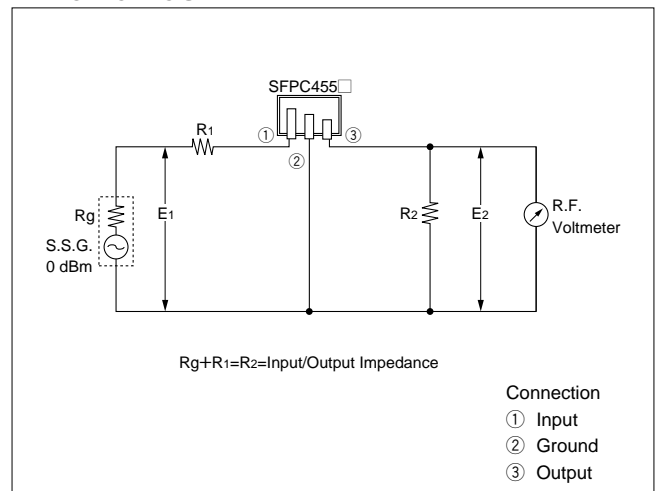 SFPC455□
R1
①
③
②
Rg
E1
R2
E2
R.F.
Voltmeter
S.S.G.
0 dBm
Rg+R1=R2=Input/Output Impedance
Connection
① Input
② Ground
③ Output